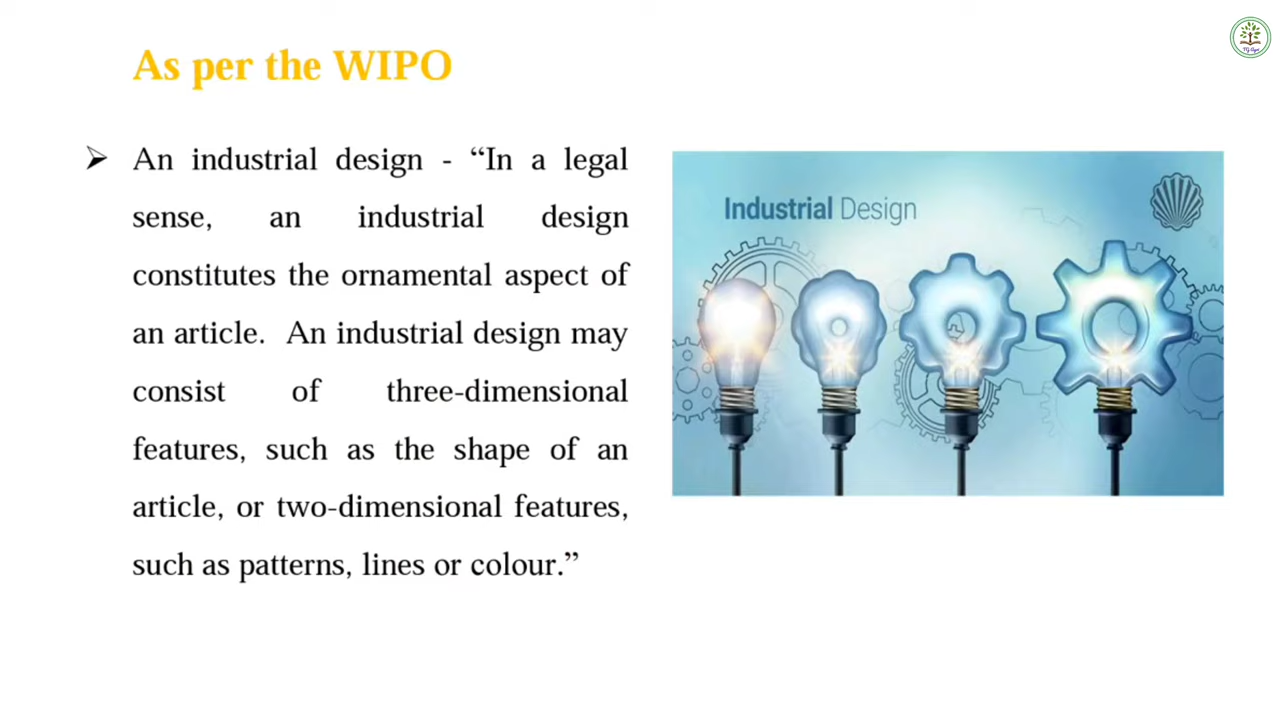 As per the WIPO
➤ An industrial design - “In a legal
sense, an industrial design
constitutes the ornamental aspect of
an article. An industrial design may
consist of three-dimensional
features, such as the shape of an
article, or two-dimensional features,
such as patterns, lines or colour.”
Industrial Design